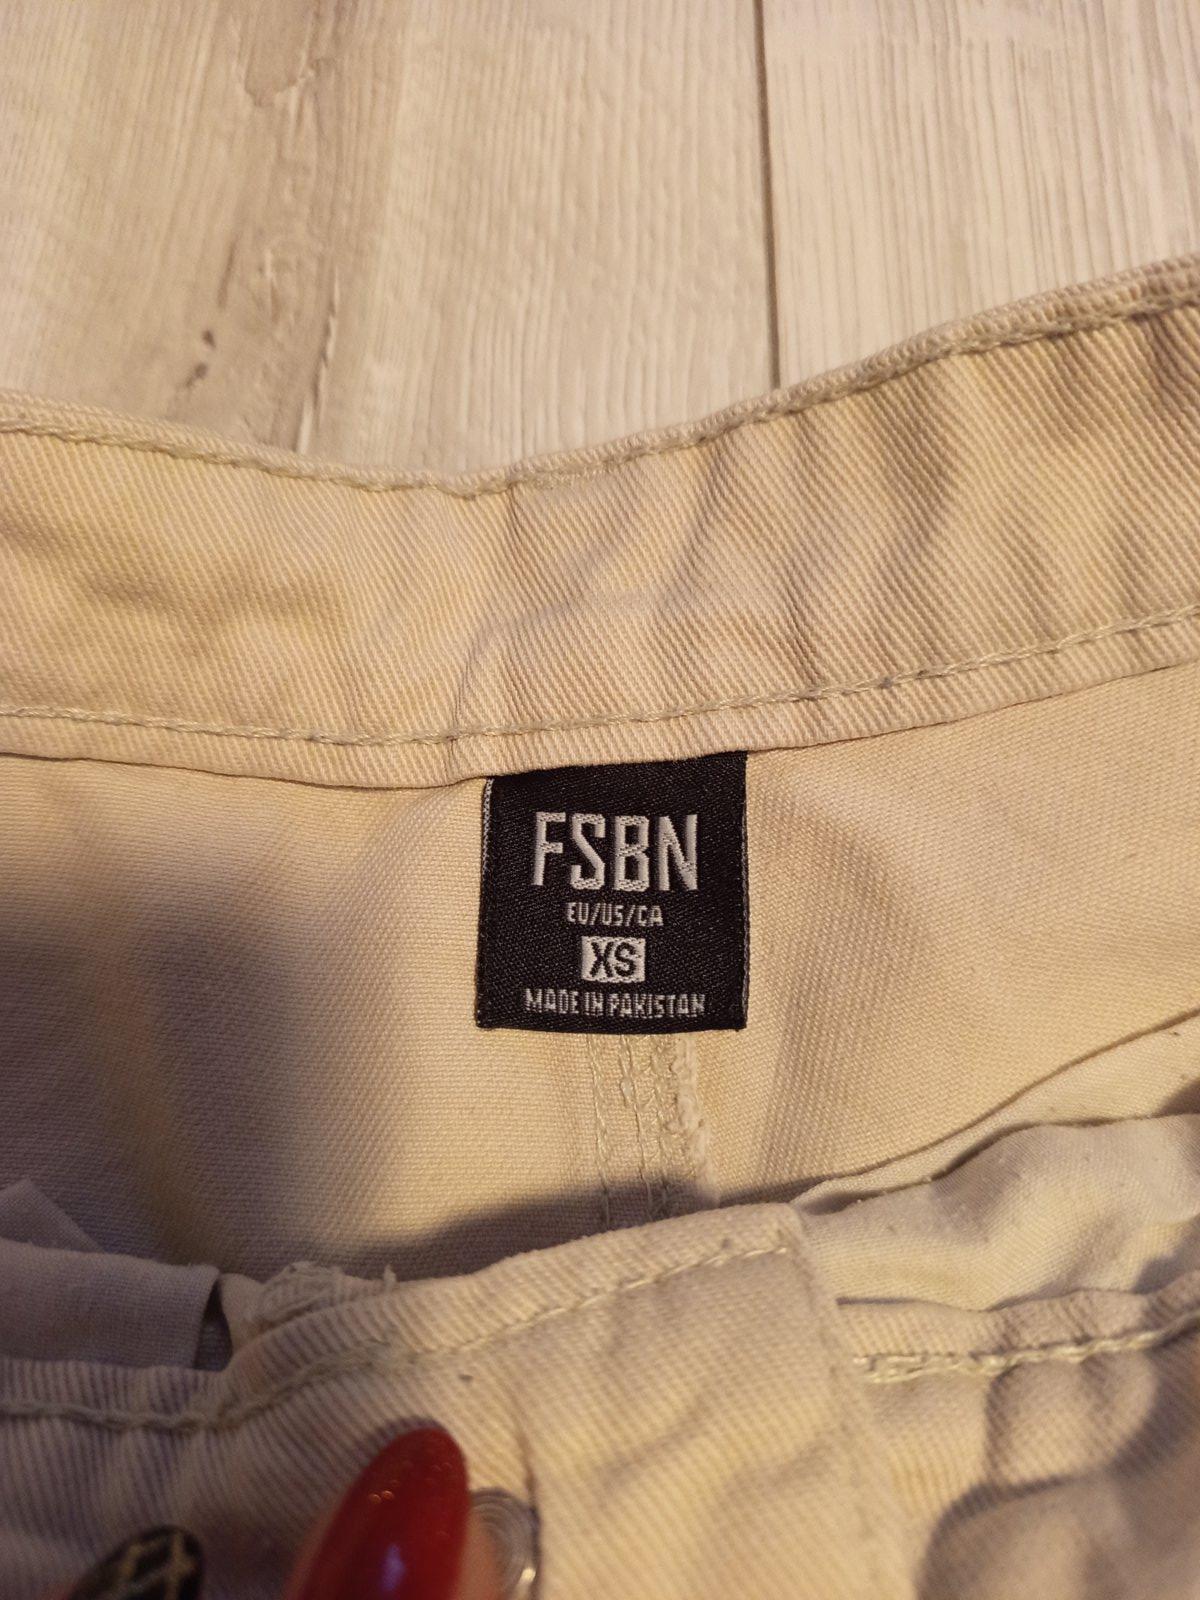 FSBN
EU/US/CA
XS
MADE IN PAKISTAN